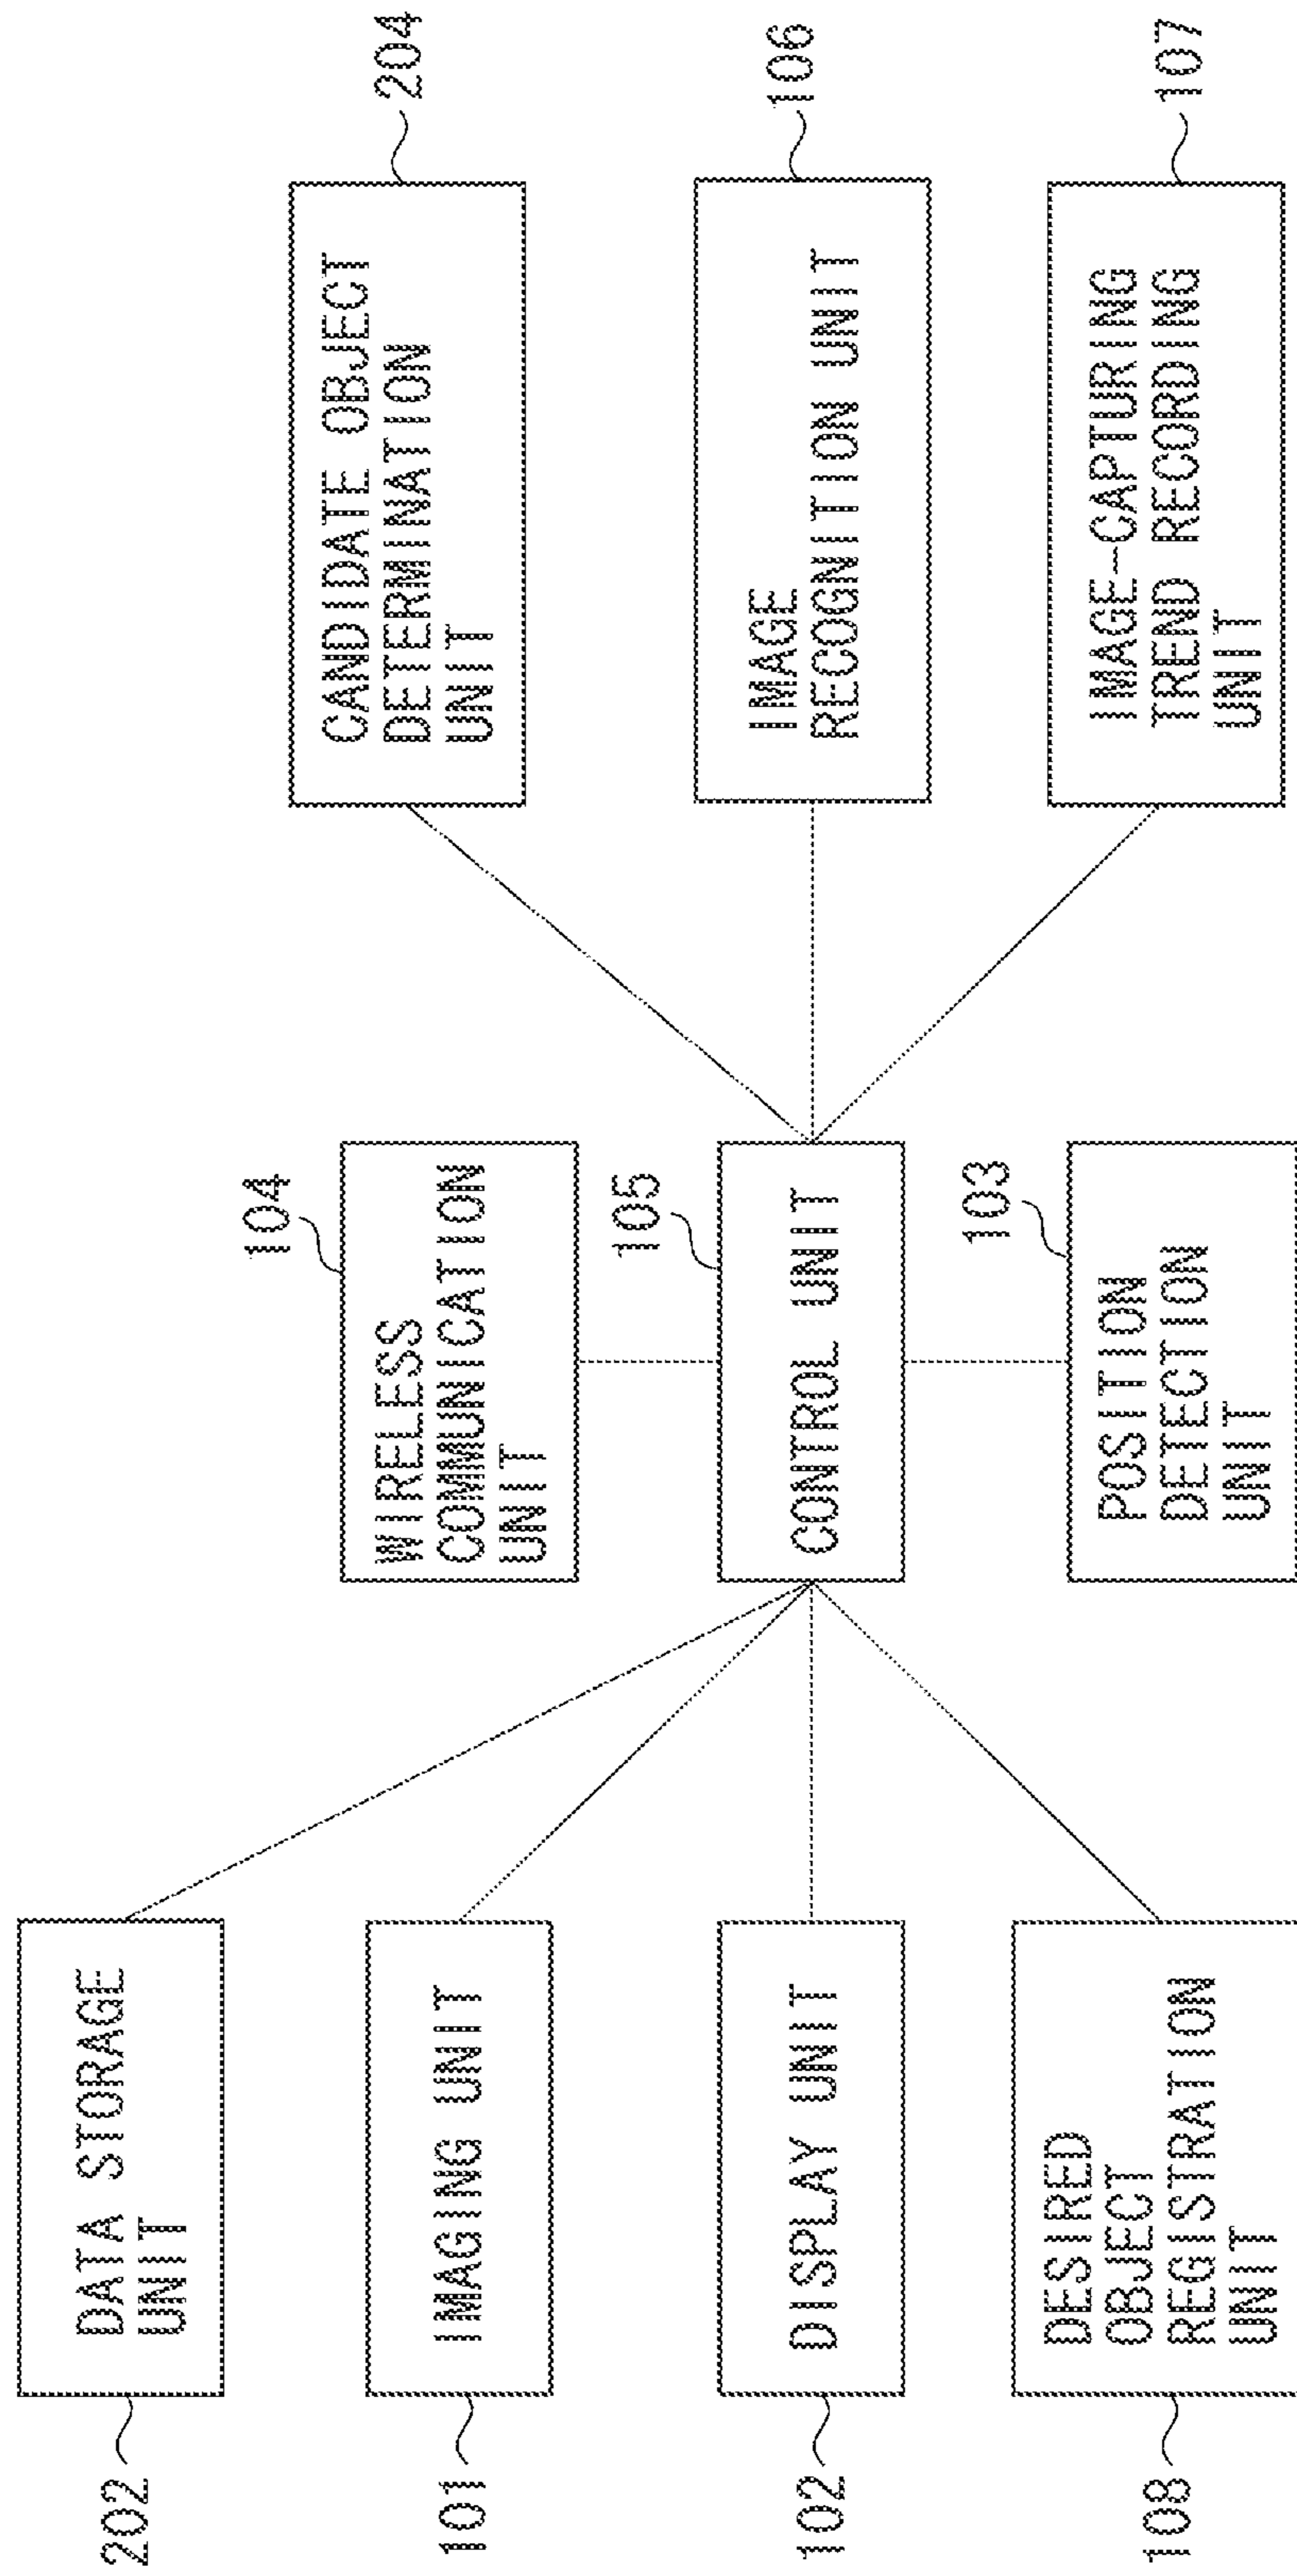 202
DATA STORAGE
UNIT
101
IMAGING UNIT
102
DISPLAY UNIT
108
DESIRED
OBJECT
REGISTRATION
UNIT
104
WIRELESS
COMMUNICATION
UNIT
105
CONTROL UNIT
103
POSITION
DETECTION
UNIT
204
CANDIDATE OBJECT
DETERMINATION
UNIT
106
IMAGE
RECOGNITION UNIT
107
IMAGE-CAPTURING
TREND RECORDING
UNIT